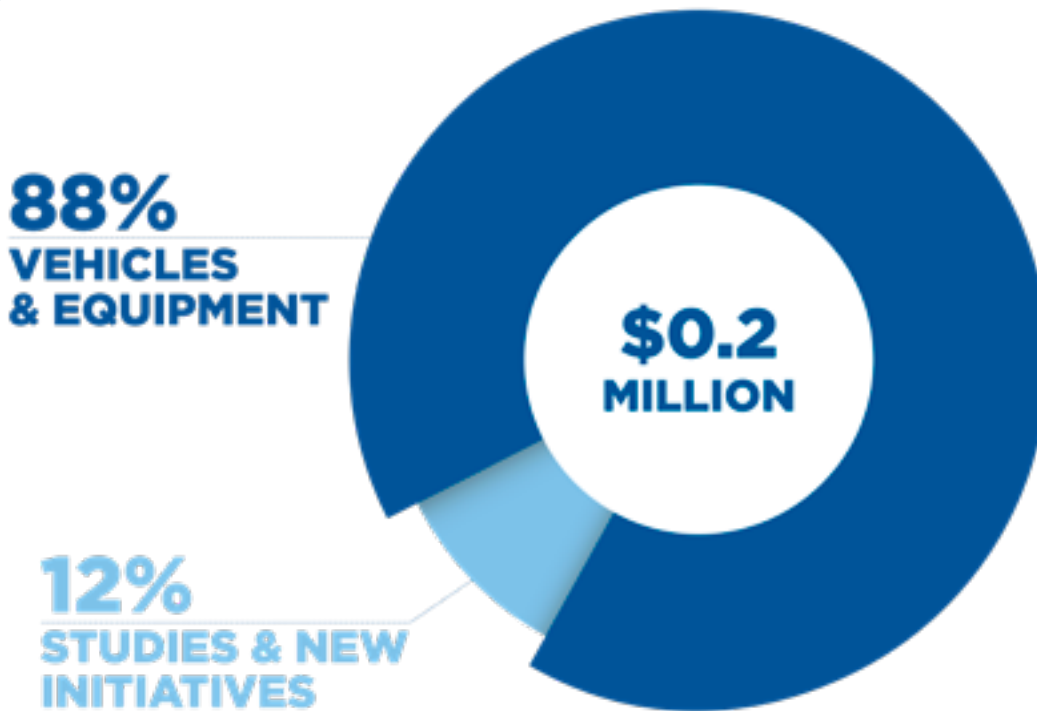 88%
VEHICLES
& EQUIPMENT
$0.2
MILLION
12%
STUDIES & NEW
INITIATIVES